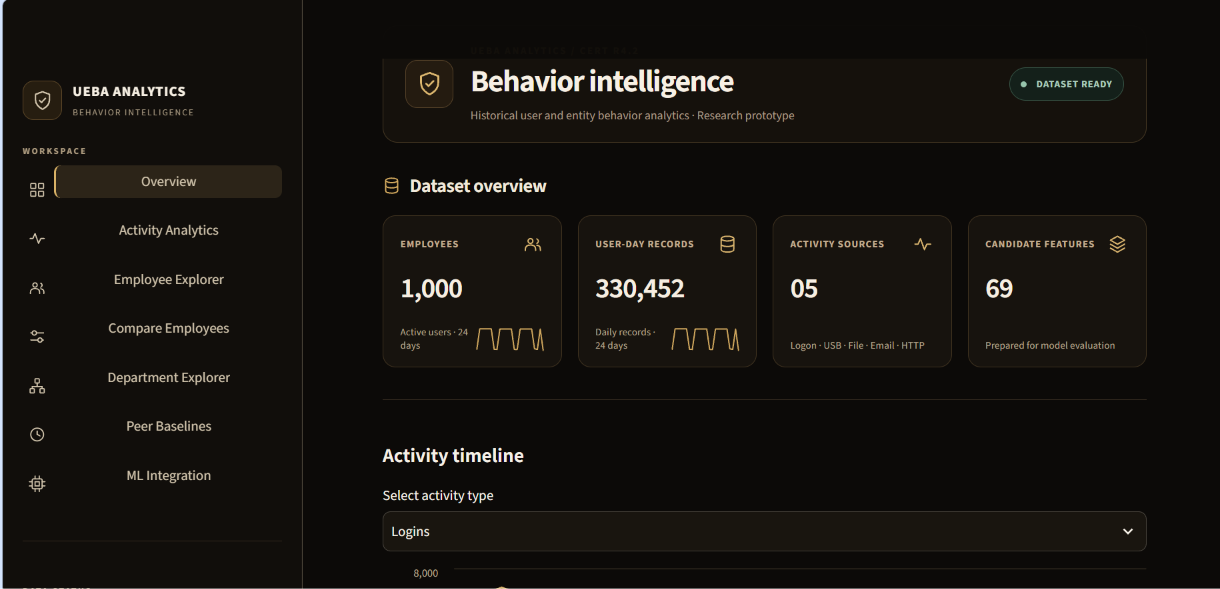 UEBA ANALYTICS
BEHAVIOR INTELLIGENCE
WORKSPACE
Overview
Activity Analytics
Employee Explorer
Compare Employees
Department Explorer
Peer Baselines
ML Integration
Behavior intelligence
Historical user and entity behavior analytics · Research prototype
DATASET READY
Dataset overview
EMPLOYEES
1,000
Active users · 24
days
USER-DAY RECORDS
330,452
Daily records ·
24 days
ACTIVITY SOURCES
05
Logon · USB · File · Email · HTTP
CANDIDATE FEATURES
69
Prepared for model evaluation
Activity timeline
Select activity type
Logins
8,000